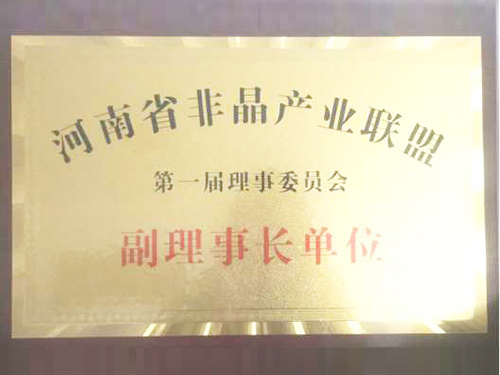 河南省非晶产业联盟
第一届理事委员会
副理事长单位